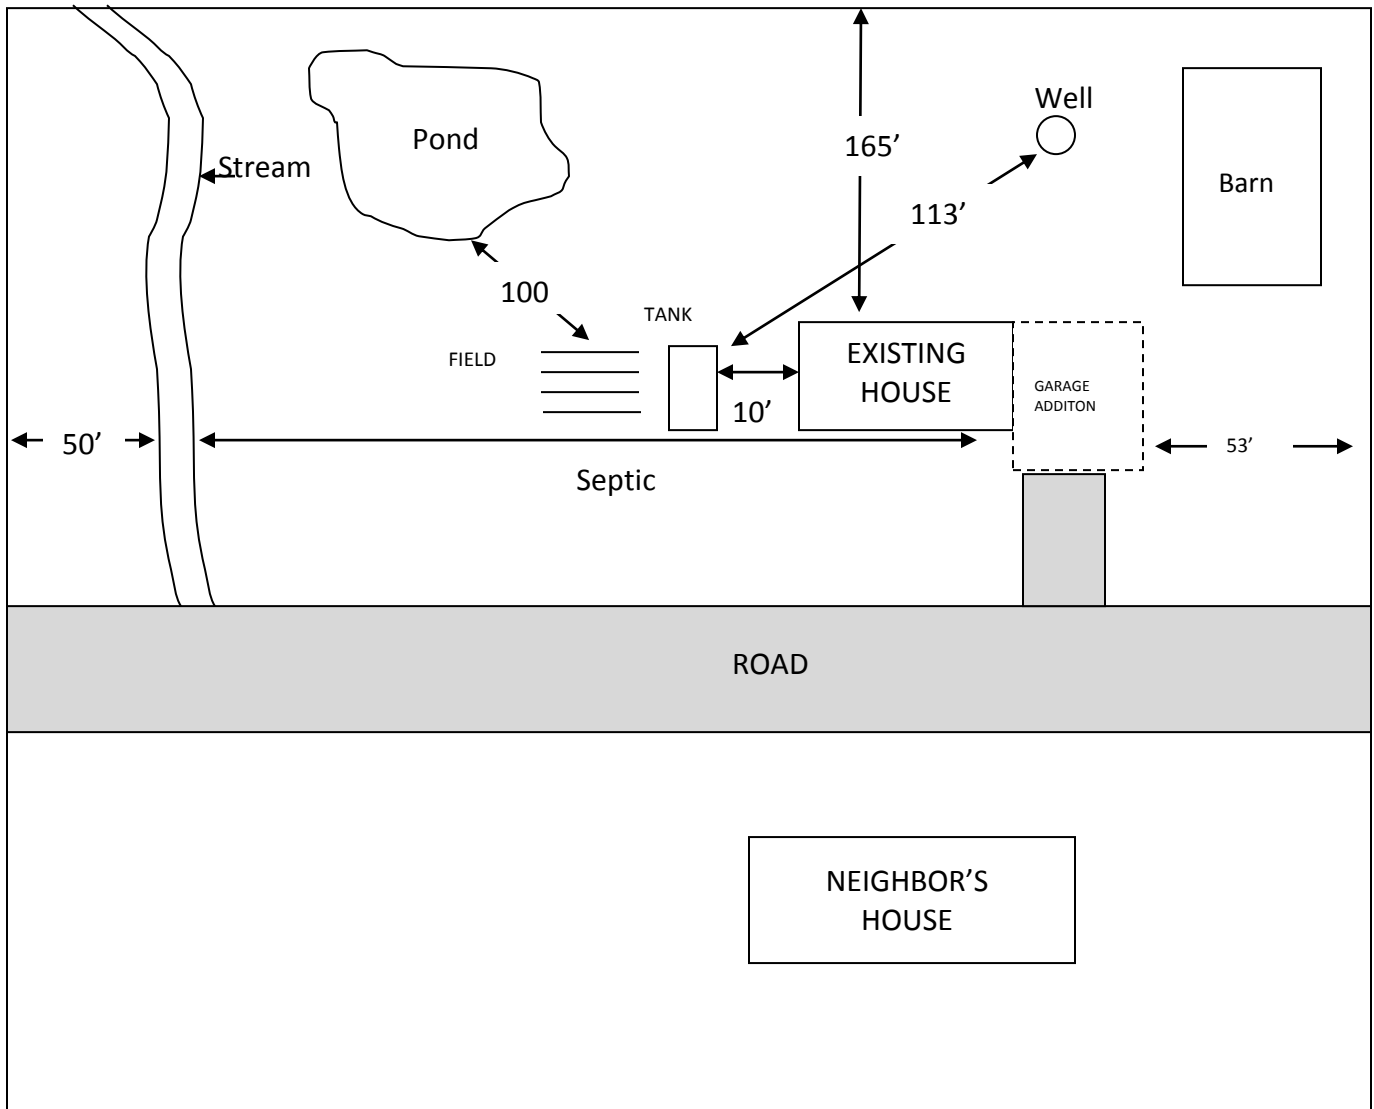 Well
Pond
165’
Stream
Barn
113’
100
TANK
FIELD
EXISTING
HOUSE
GARAGE
ADDITON
10’
50’
53’
Septic
ROAD
NEIGHBOR’S
HOUSE